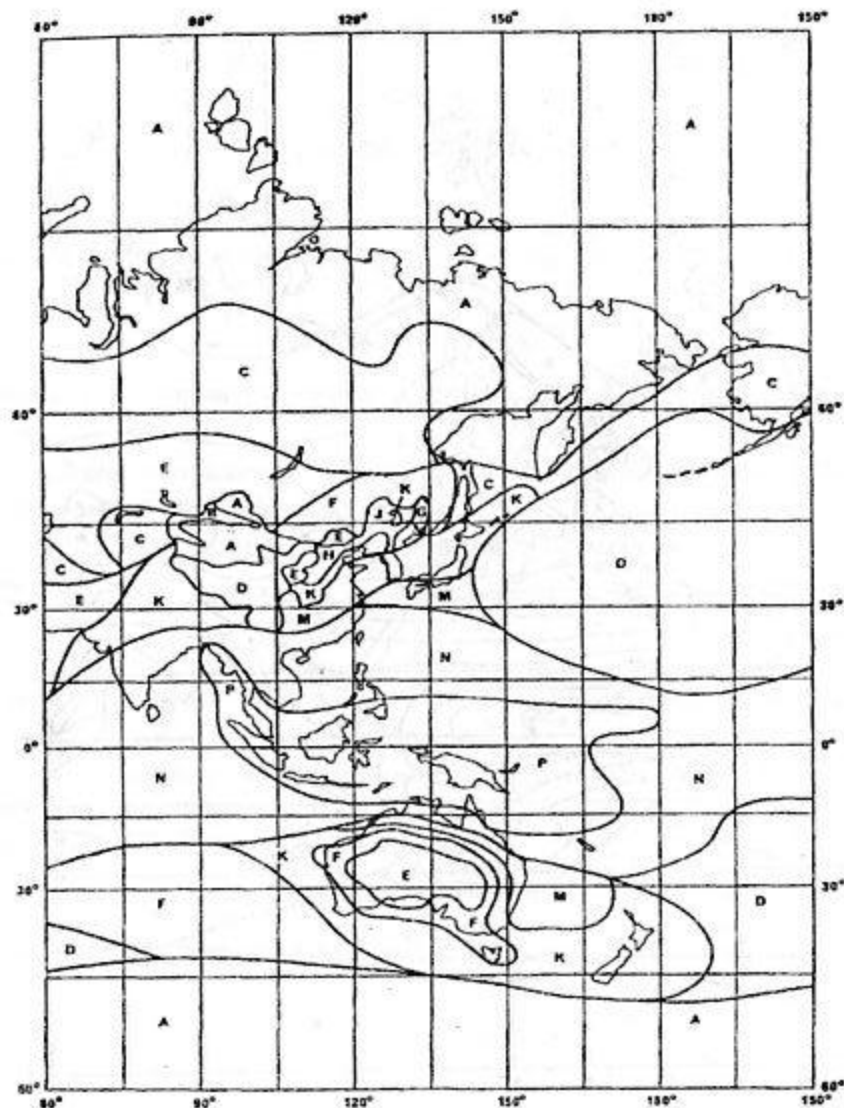 60° 90° 120° 150° 180° 150°
A A
A
C C
60° 60°
E K C
F K
A J G
C A E
H
C D E D
E K K
30° M M 30°
N
P
0° 0°
P
N N
K F
E
30° M 30°
F F D
D K
A A
60° 60°
60° 90° 120° 150° 180° 150°